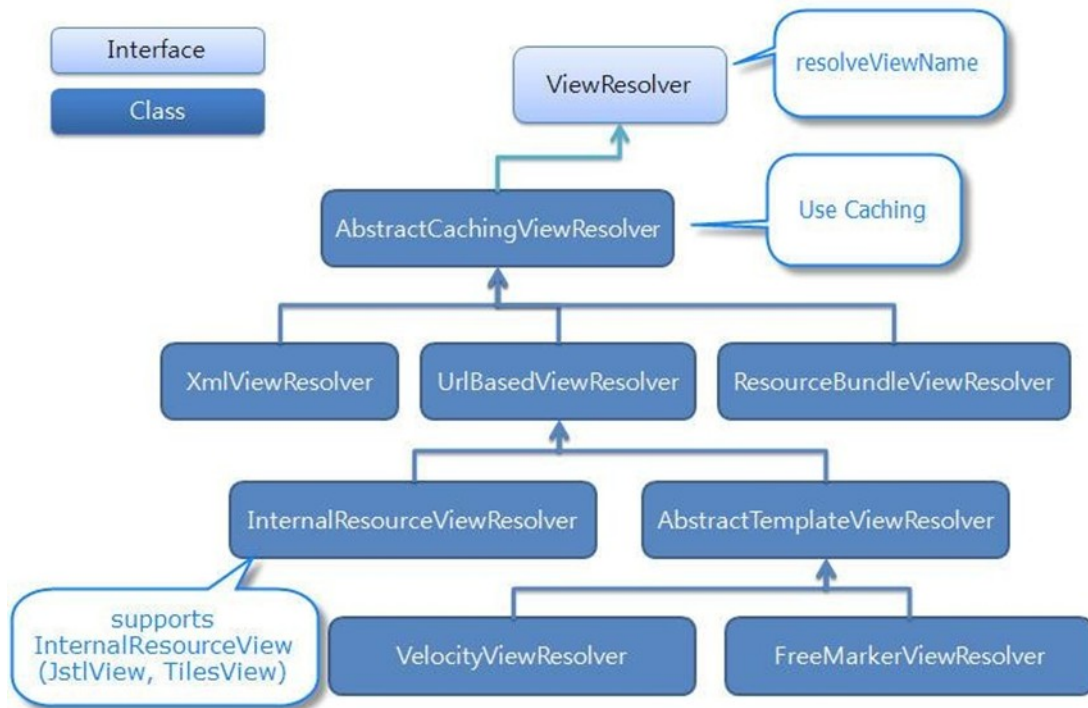 Interface
Class
ViewResolver
resolveViewName
AbstractCachingViewResolver
Use Caching
XmlViewResolver
UrlBasedViewResolver
ResourceBundleViewResolver
InternalResourceViewResolver
AbstractTemplateViewResolver
supports
InternalResourceView
(JstlView, TilesView)
VelocityViewResolver
FreeMarkerViewResolver